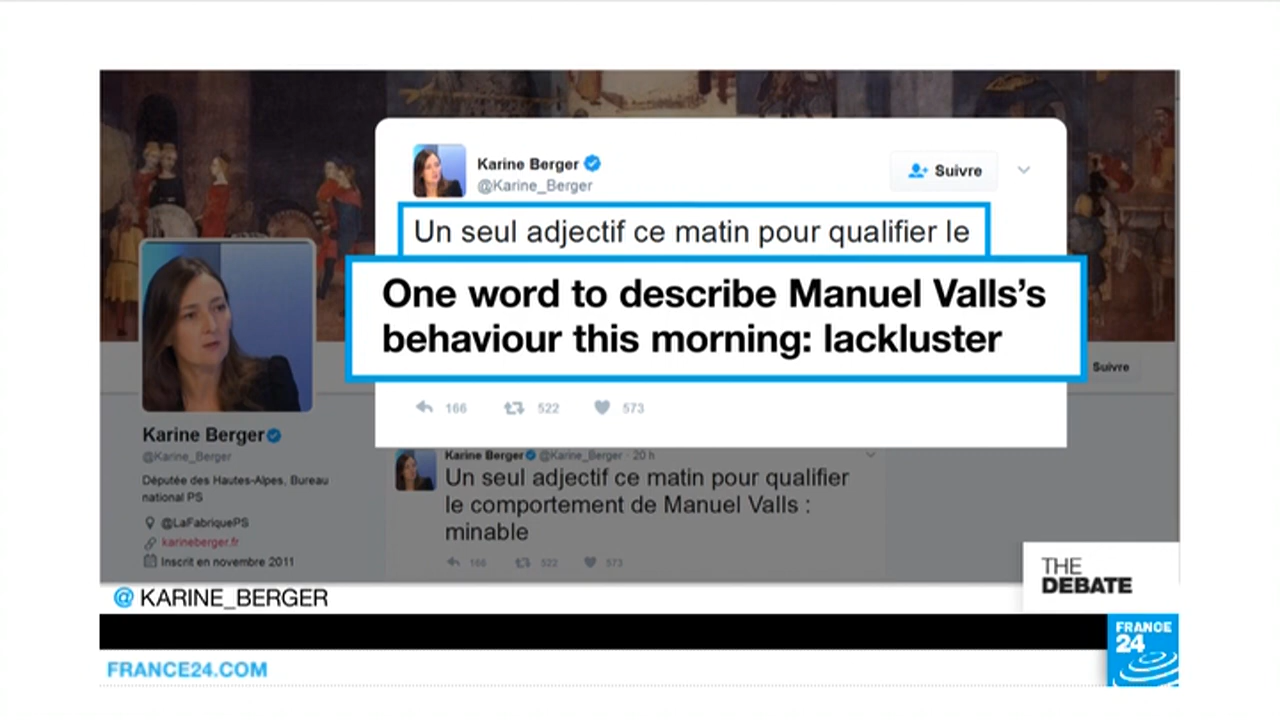 Karine Berger
@Karine_Berger
Suivre
Un seul adjectif ce matin pour qualifier le
One word to describe Manuel Valls's
behaviour this morning: lackluster
Suivre
166 522 573
Karine Berger
@Karine_Berger
Députée des Hautes-Alpes, Bureau
national PS
@LaFabriquePS
karineberger.fr
Inscrit en novembre 2011
Karine Berger @Karine_Berger · 20 h
Un seul adjectif ce matin pour qualifier
le comportement de Manuel Valls :
minable
166 522 573
THE
DEBATE
@ KARINE_BERGER
FRANCE
24
FRANCE24.COM